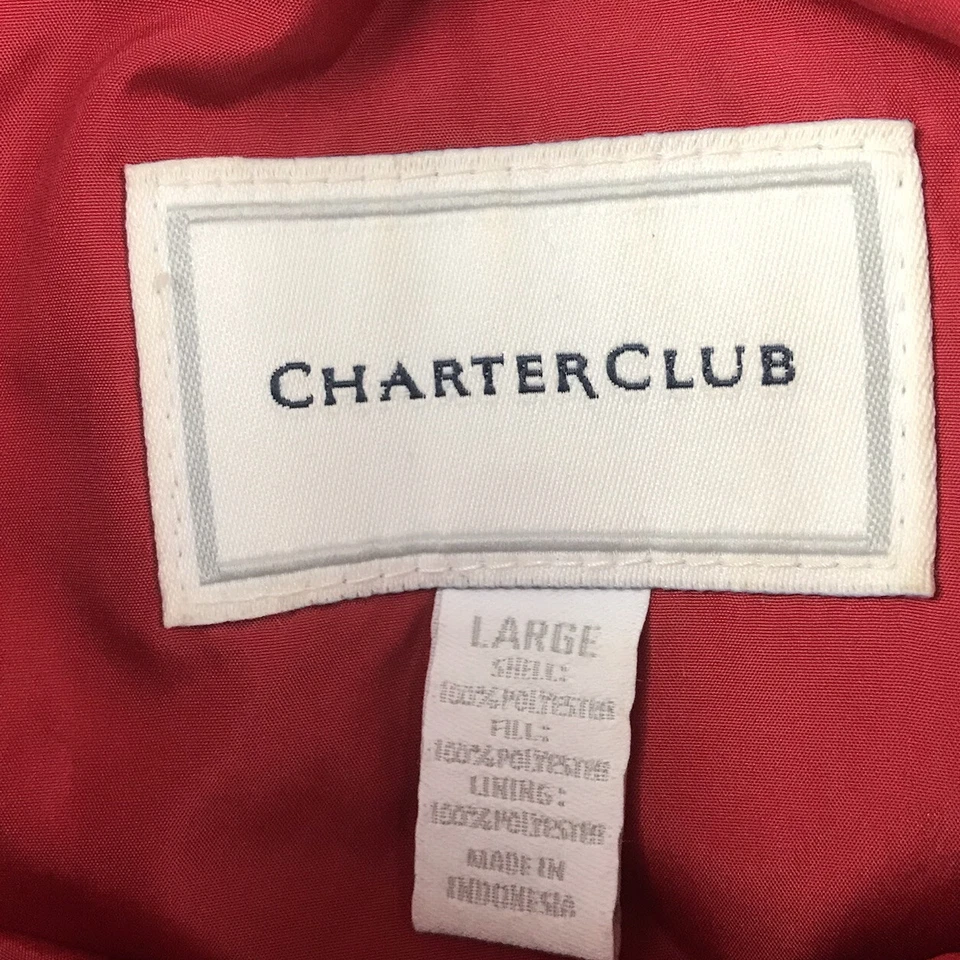 CHARTERCLUB
LARGE
SHELL:
100% POLYESTER
FILL:
100% POLYESTER
LINING:
100% POLYESTER
MADE IN
INDONESIA